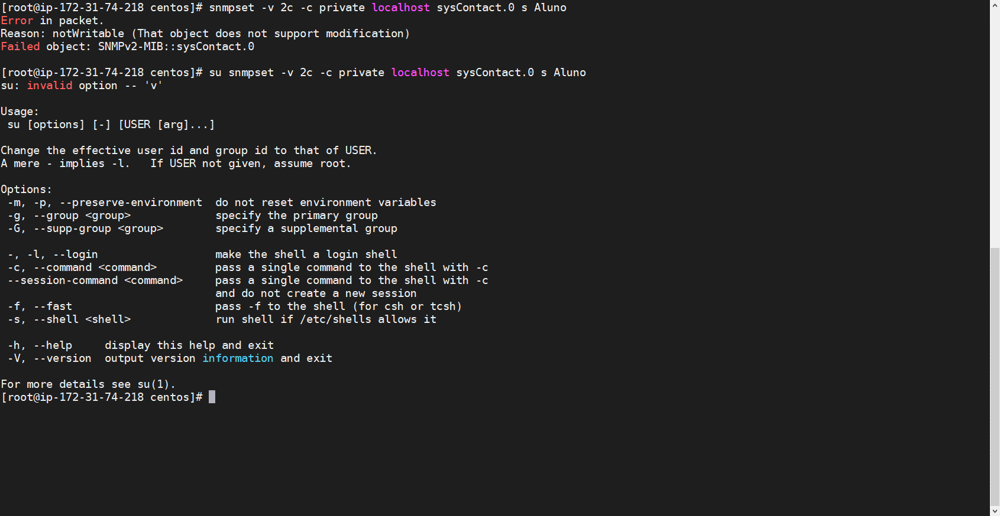 [root@ip-172-31-74-218 centos]# snmpset -v 2c -c private localhost sysContact.0 s Aluno
Error in packet.
Reason: notWritable (That object does not support modification)
Failed object: SNMPv2-MIB::sysContact.0
[root@ip-172-31-74-218 centos]# su snmpset -v 2c -c private localhost sysContact.0 s Aluno
su: invalid option -- 'v'
Usage:
su [options] [-] [USER [arg]...]
Change the effective user id and group id to that of USER.
A mere - implies -l.   If USER not given, assume root.
Options:
-m, -p, --preserve-environment  do not reset environment variables
-g, --group <group>             specify the primary group
-G, --supp-group <group>        specify a supplemental group
-, -l, --login                  make the shell a login shell
-c, --command <command>         pass a single command to the shell with -c
--session-command <command>     pass a single command to the shell with -c
and do not create a new session
-f, --fast                      pass -f to the shell (for csh or tcsh)
-s, --shell <shell>             run shell if /etc/shells allows it
-h, --help     display this help and exit
-V, --version  output version information and exit
For more details see su(1).
[root@ip-172-31-74-218 centos]#